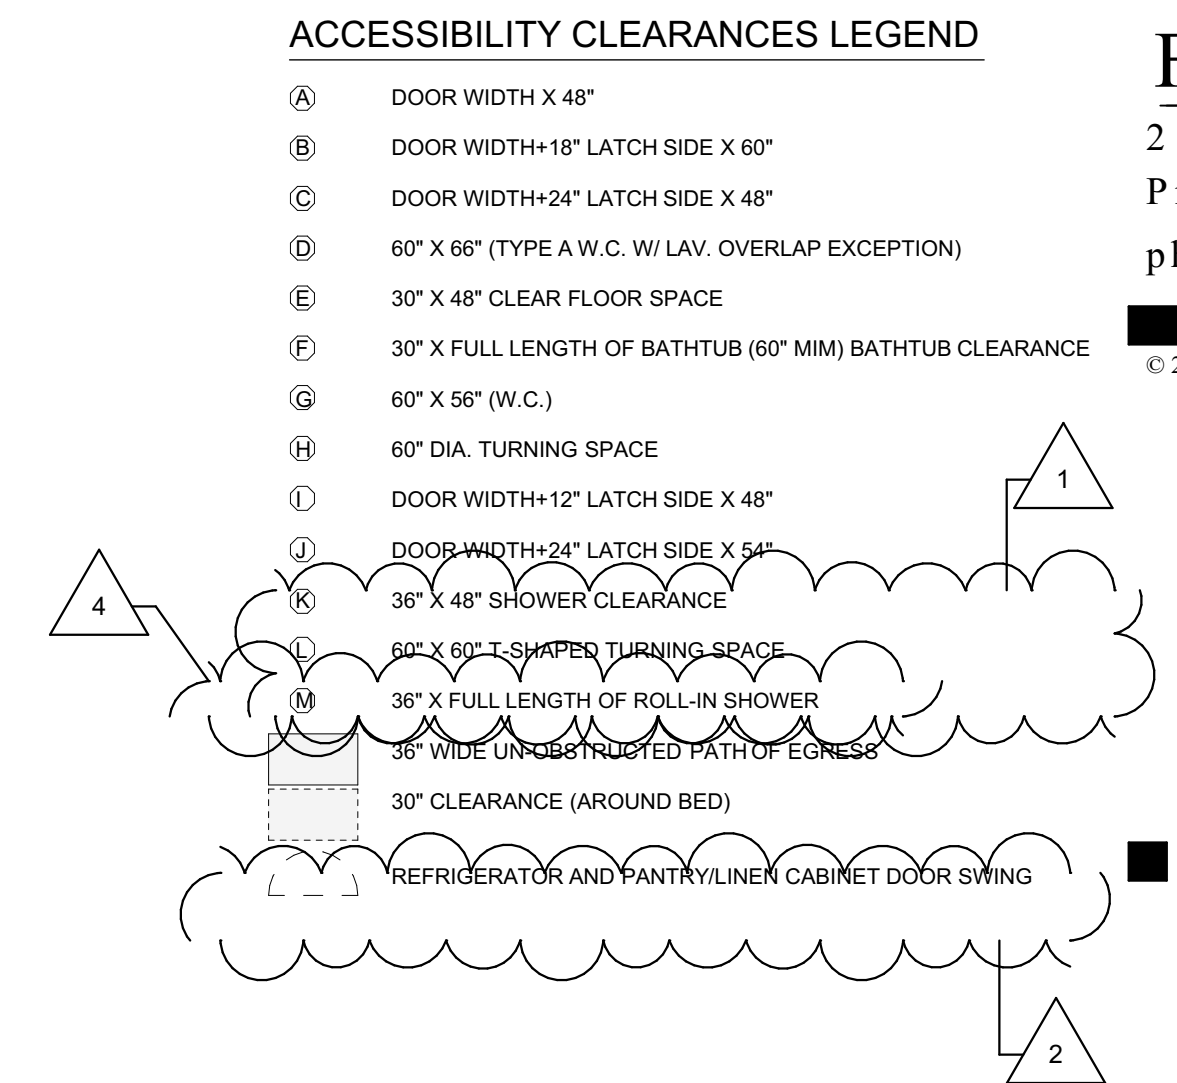 ACCESSIBILITY CLEARANCES LEGEND
A DOOR WIDTH X 48"
B DOOR WIDTH+18" LATCH SIDE X 60"
C DOOR WIDTH+24" LATCH SIDE X 48"
D 60" X 66" (TYPE A W.C. W/ LAV. OVERLAP EXCEPTION)
E 30" X 48" CLEAR FLOOR SPACE
F 30" X FULL LENGTH OF BATHTUB (60" MIM) BATHTUB CLEARANCE
G 60" X 56" (W.C.)
H 60" DIA. TURNING SPACE
I DOOR WIDTH+12" LATCH SIDE X 48"
J DOOR WIDTH+24" LATCH SIDE X 54"
K 36" X 48" SHOWER CLEARANCE
L 60" X 60" T-SHAPED TURNING SPACE
M 36" X FULL LENGTH OF ROLL-IN SHOWER
36" WIDE UN-OBSTRUCTED PATH OF EGRESS
30" CLEARANCE (AROUND BED)
REFRIGERATOR AND PANTRY/LINEN CABINET DOOR SWING
1
4
2
2
P
pl
© 2